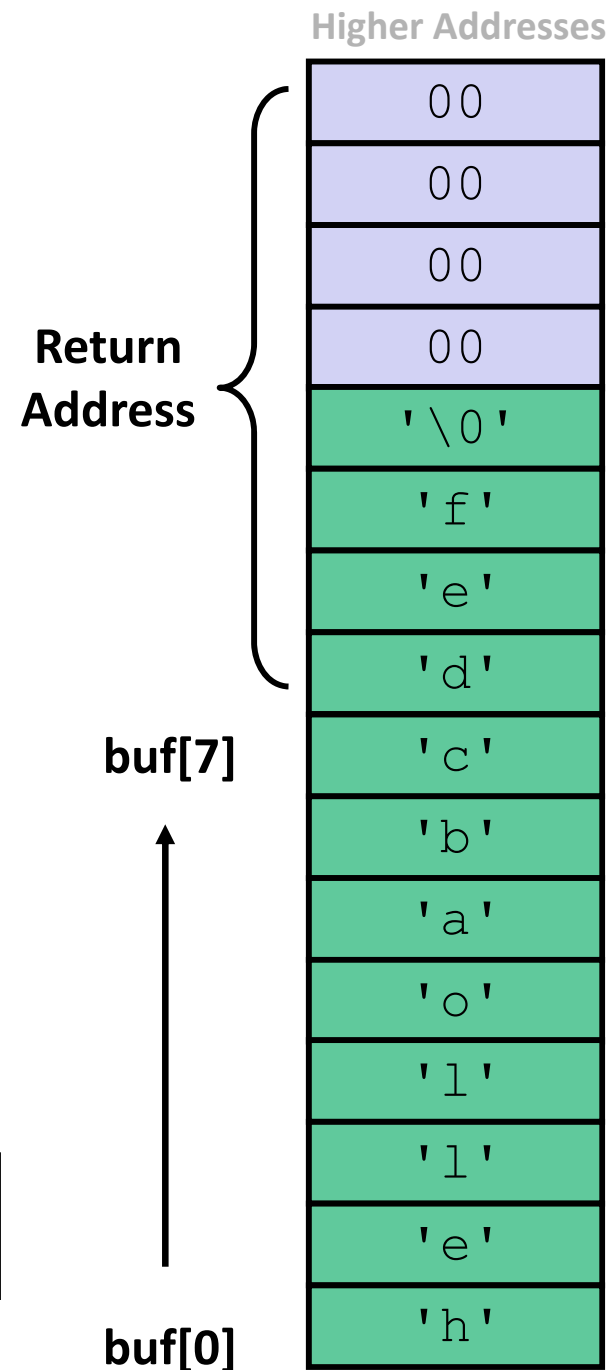 Higher Addresses
00
00
00
00
Return
Address
'\0'
'f'
'e'
'd'
buf[7]
'c'
'b'
'a'
'o'
'l'
'l'
'e'
buf[0]
'h'